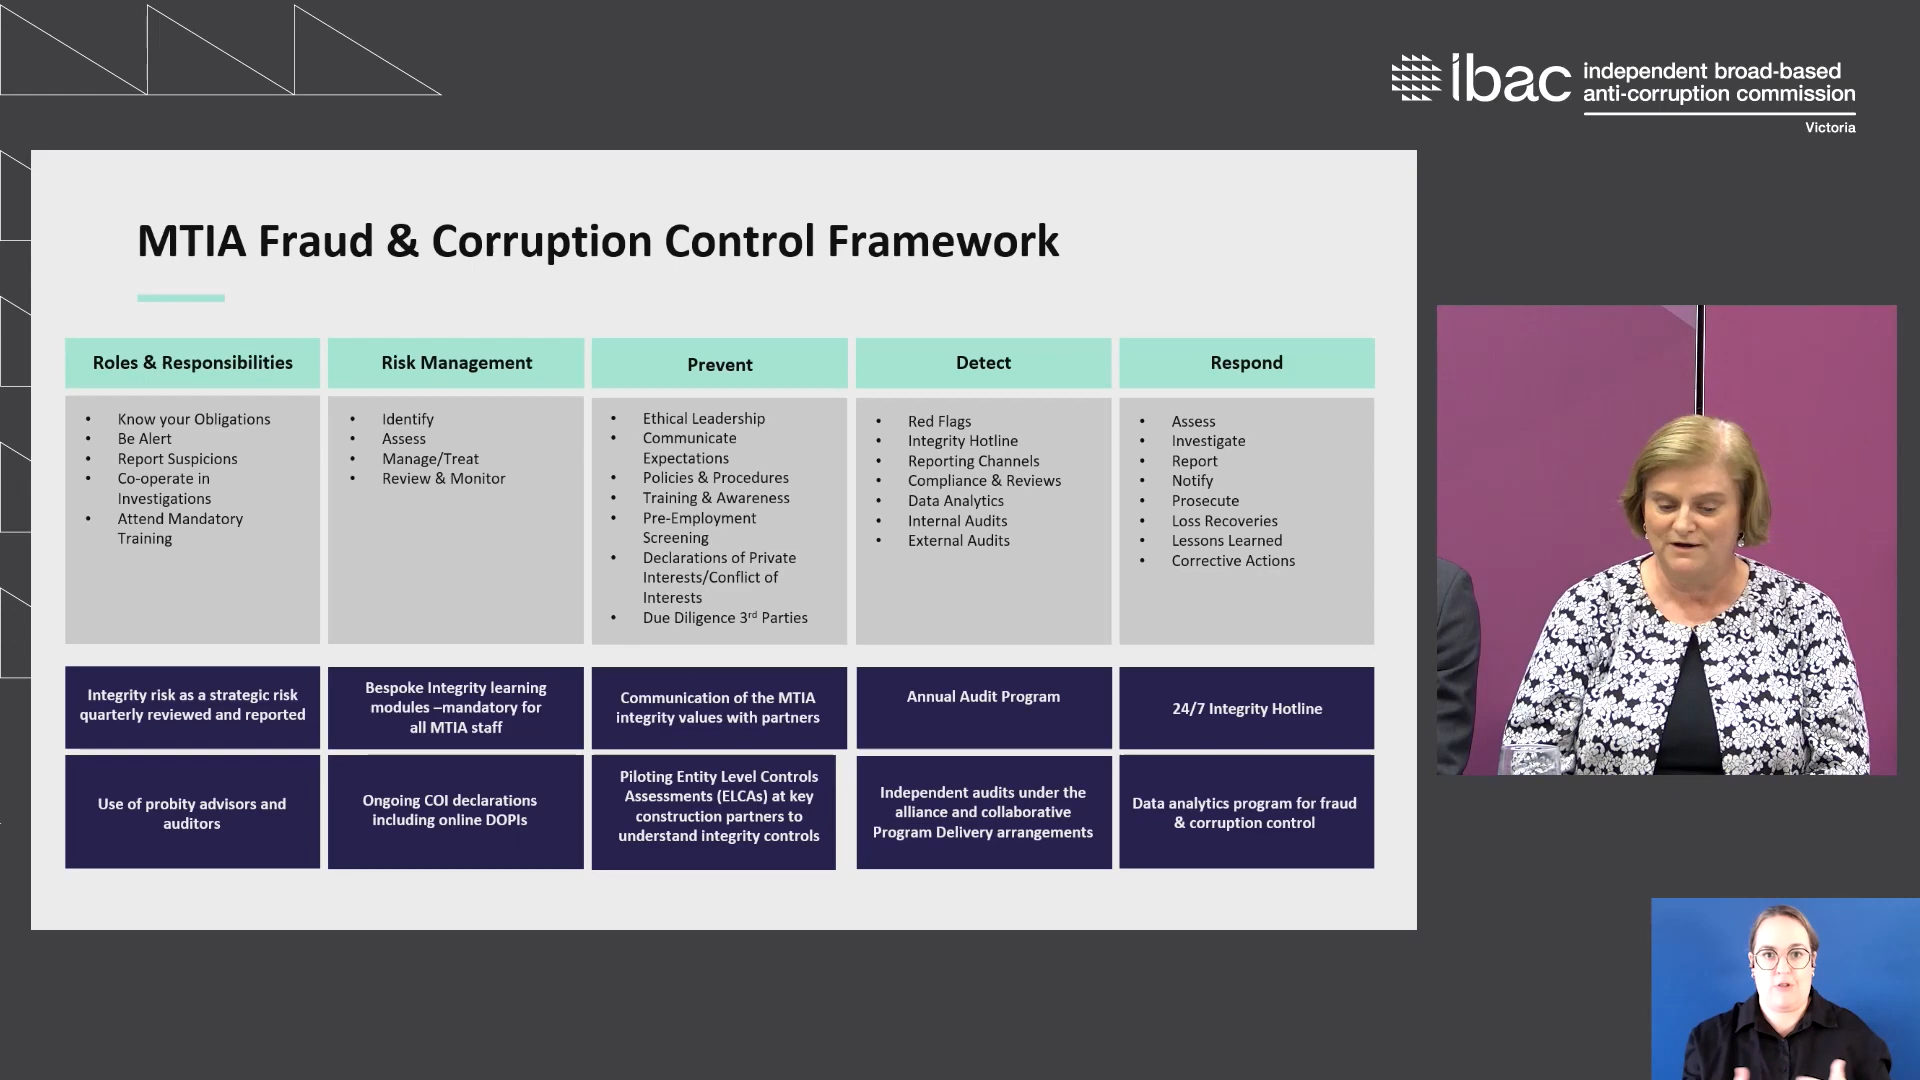 ibac independent broad-based
anti-corruption commission
Victoria
MTIA Fraud & Corruption Control Framework
Roles & Responsibilities
• Know your Obligations
• Be Alert
• Report Suspicions
• Co-operate in
Investigations
• Attend Mandatory
Training
Integrity risk as a strategic risk
quarterly reviewed and reported
Use of probity advisors and
auditors
Risk Management
• Identify
• Assess
• Manage/Treat
• Review & Monitor
Bespoke Integrity learning
modules –mandatory for
all MTIA staff
Ongoing COI declarations
including online DOPIs
Prevent
• Ethical Leadership
• Communicate
Expectations
• Policies & Procedures
• Training & Awareness
• Pre-Employment
Screening
• Declarations of Private
Interests/Conflict of
Interests
• Due Diligence 3rd Parties
Communication of the MTIA
integrity values with partners
Piloting Entity Level Controls
Assessments (ELCAs) at key
construction partners to
understand integrity controls
Detect
• Red Flags
• Integrity Hotline
• Reporting Channels
• Compliance & Reviews
• Data Analytics
• Internal Audits
• External Audits
Annual Audit Program
Independent audits under the
alliance and collaborative
Program Delivery arrangements
Respond
• Assess
• Investigate
• Report
• Notify
• Prosecute
• Loss Recoveries
• Lessons Learned
• Corrective Actions
24/7 Integrity Hotline
Data analytics program for fraud
& corruption control